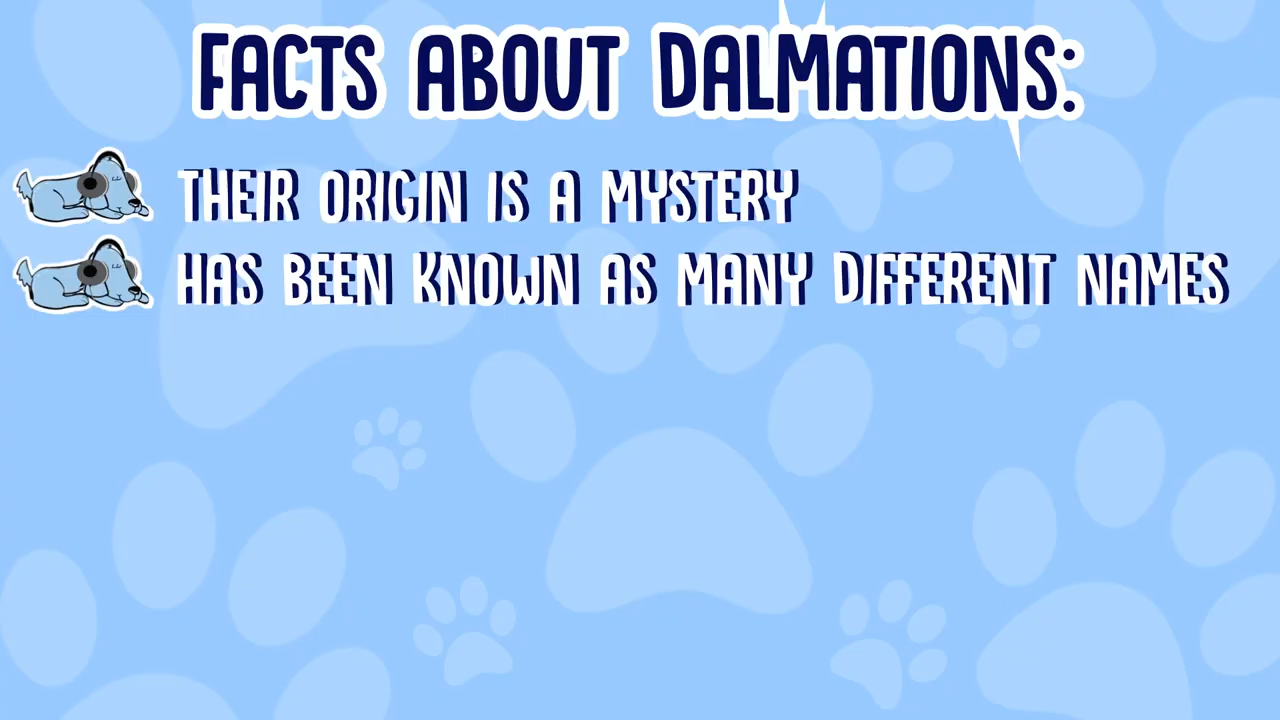 FACTS ABOUT DALMATIONS:
THEIR ORIGIN IS A MYSTERY
HAS BEEN KNOWN AS MANY DIFFERENT NAMES